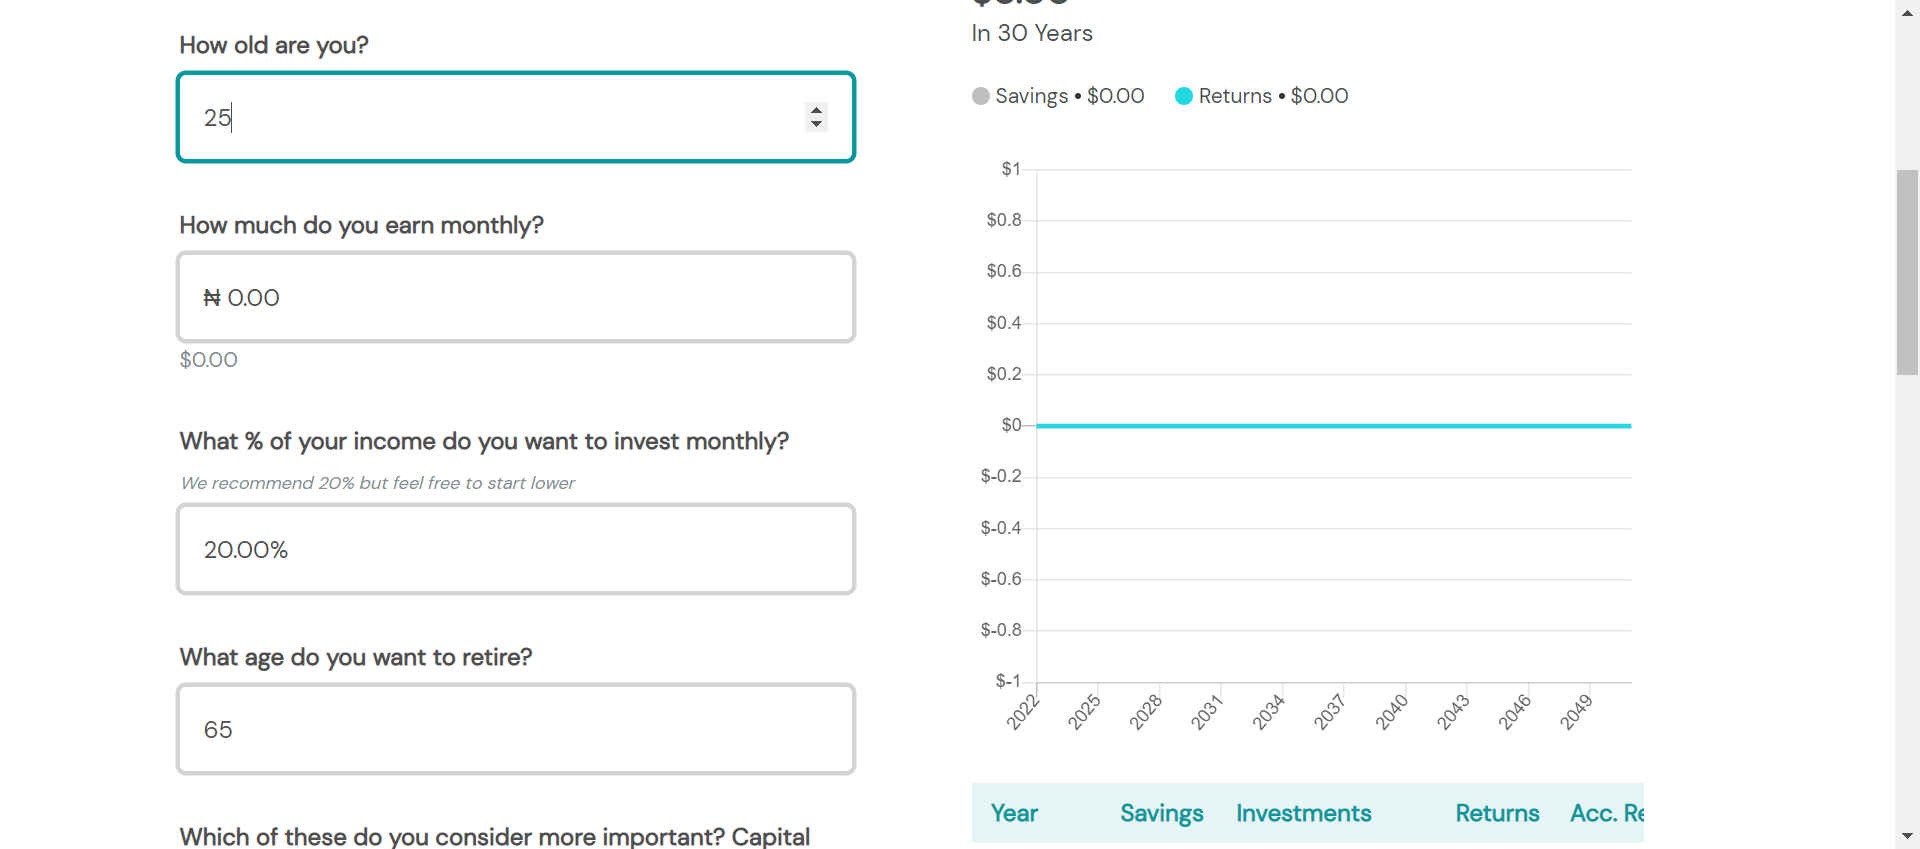 How old are you?
25
How much do you earn monthly?
₦ 0.00
$0.00
What % of your income do you want to invest monthly?
We recommend 20% but feel free to start lower
20.00%
What age do you want to retire?
65
Which of these do you consider more important? Capital
In 30 Years
Savings • $0.00
Returns • $0.00
$1
$0.8
$0.6
$0.4
$0.2
$0
$-0.2
$-0.4
$-0.6
$-0.8
$-1
2022
2025
2028
2031
2034
2037
2040
2043
2046
2049
Year Savings Investments Returns Acc. Re